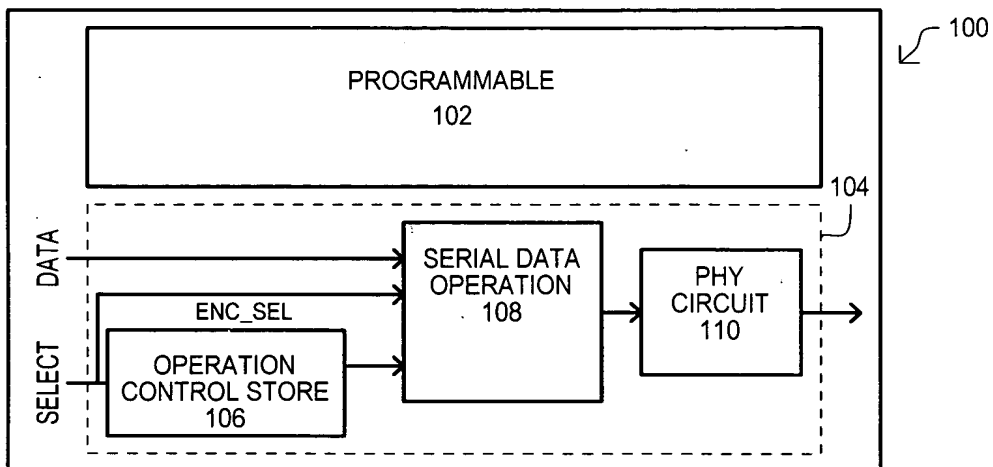 100
PROGRAMMABLE
102
104
DATA
SERIAL DATA
OPERATION
108
PHY
CIRCUIT
110
ENC_SEL
SELECT
OPERATION
CONTROL STORE
106